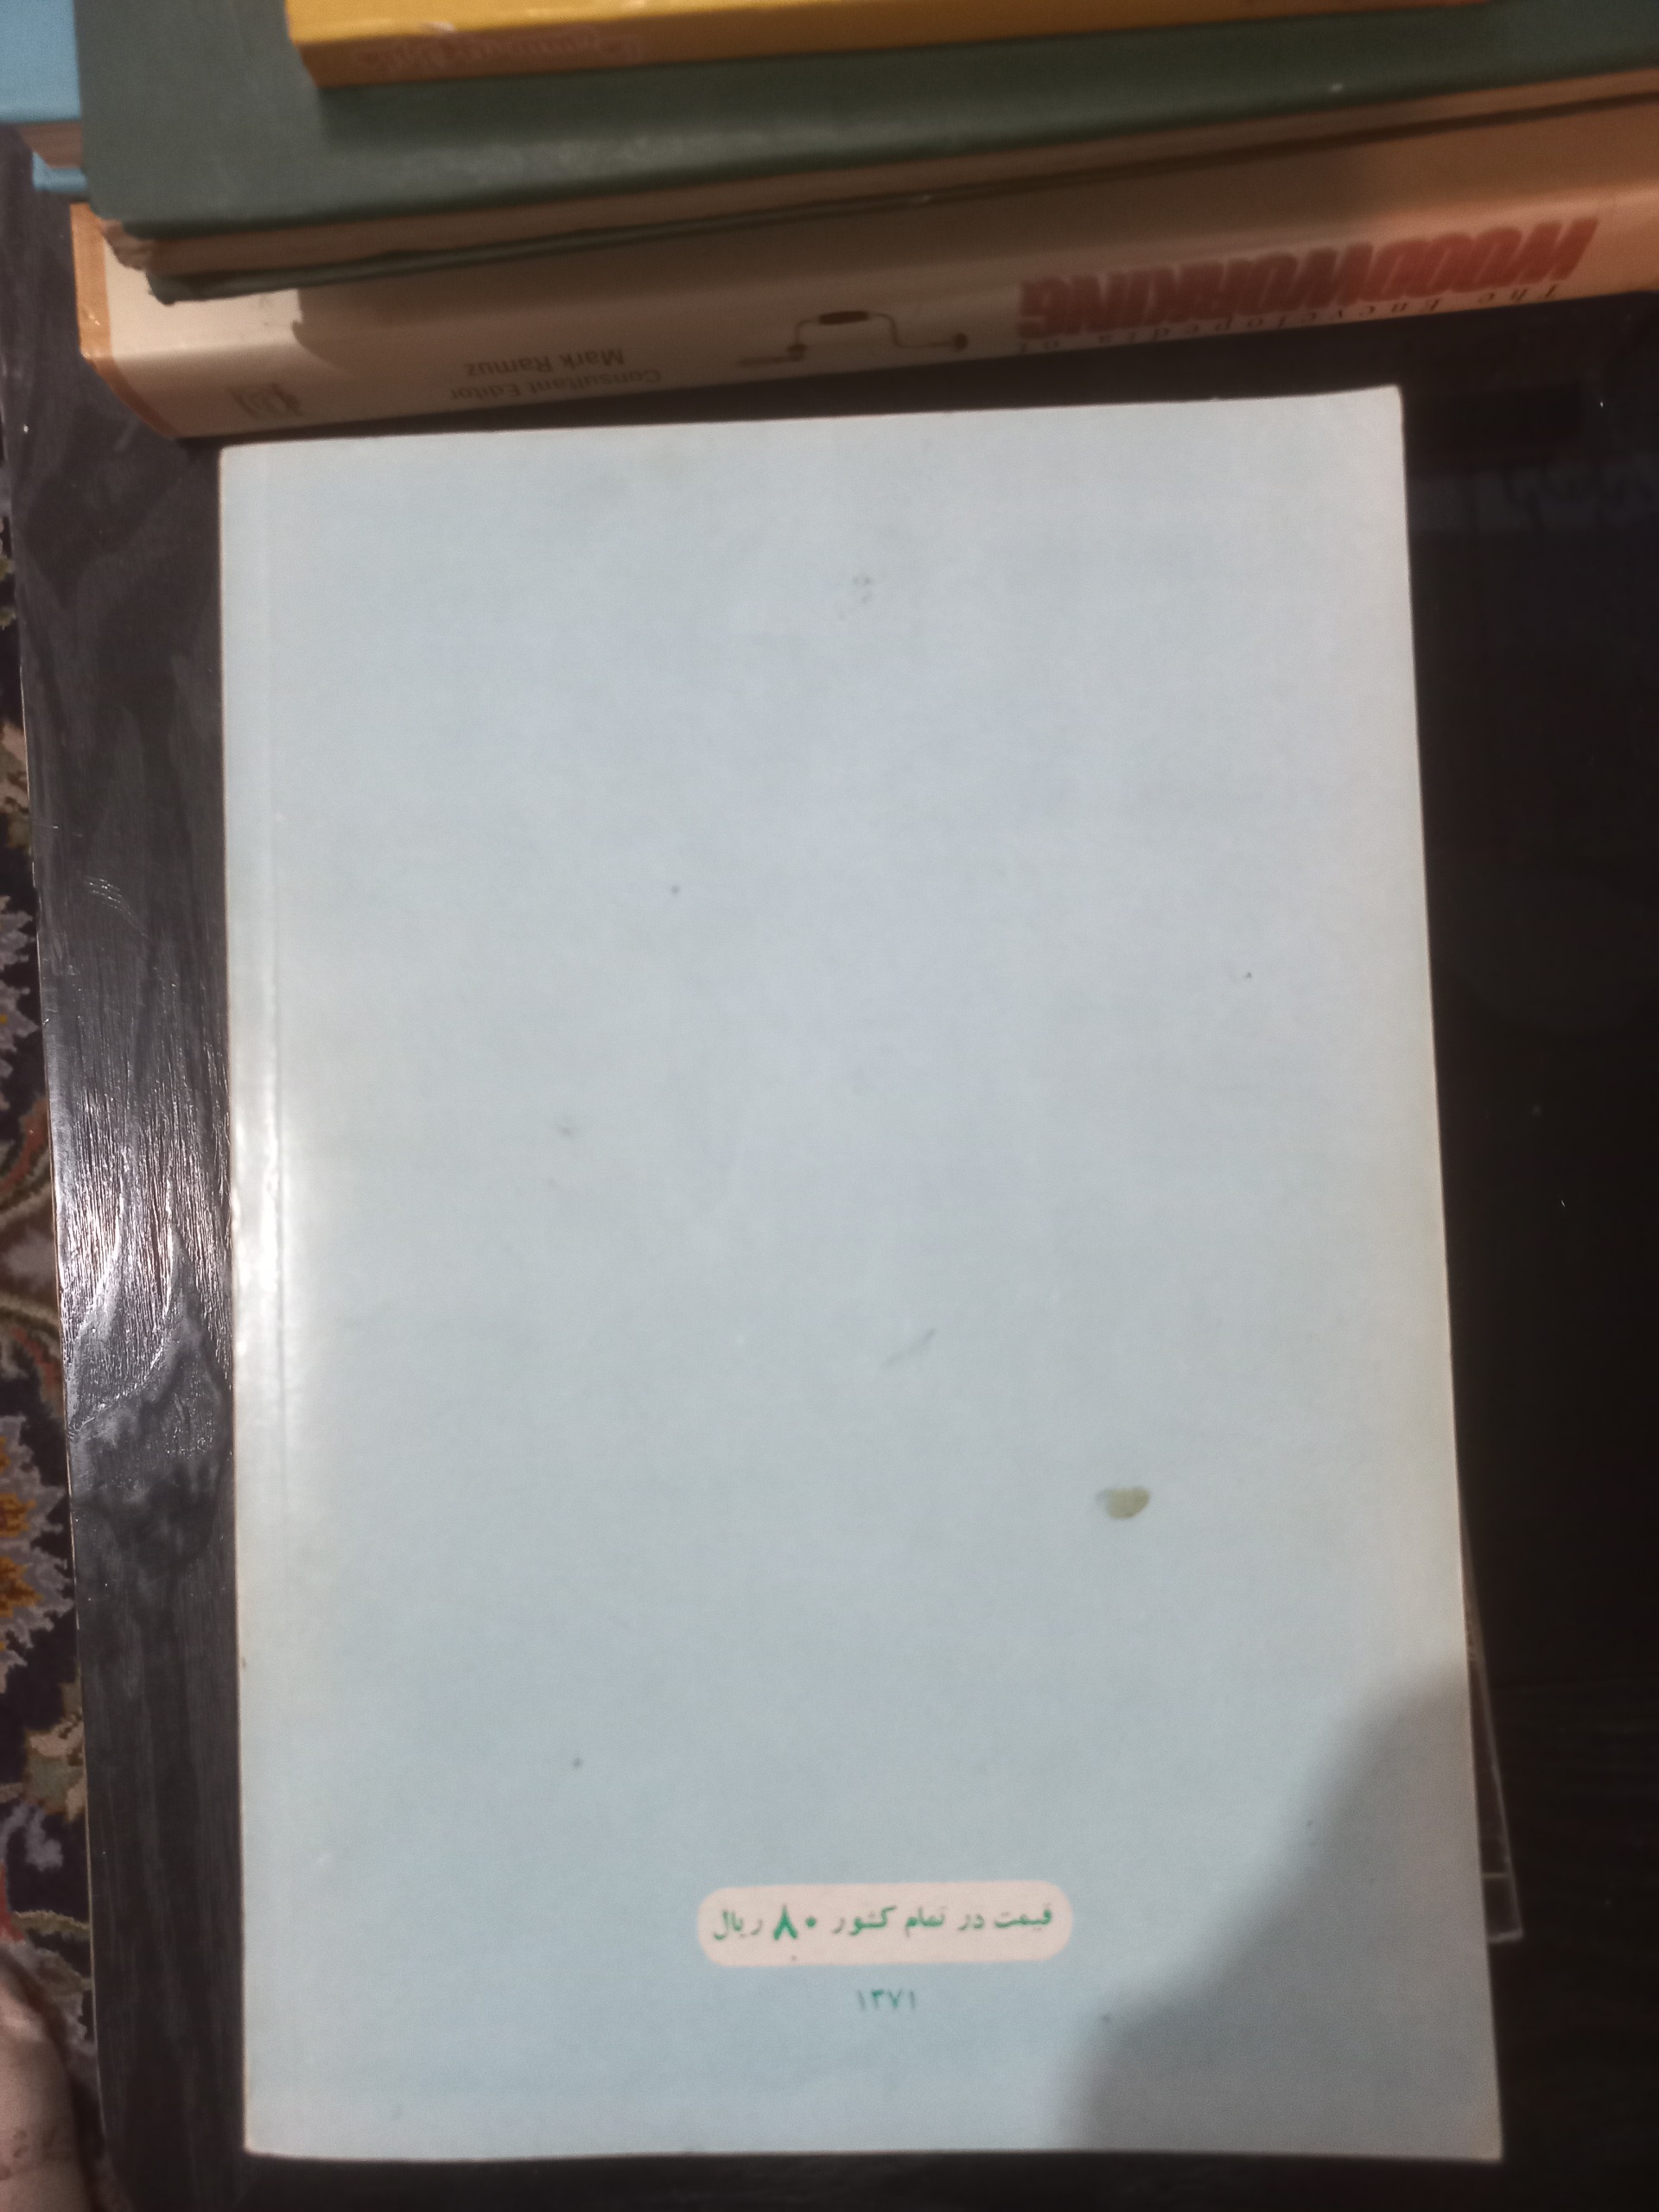 The Encyclopedia of
WOODWORKING
Consultant Editor
Mark Ramuz
قیمت در تمام کشور ۸۰ ریال
۱۳۷۱